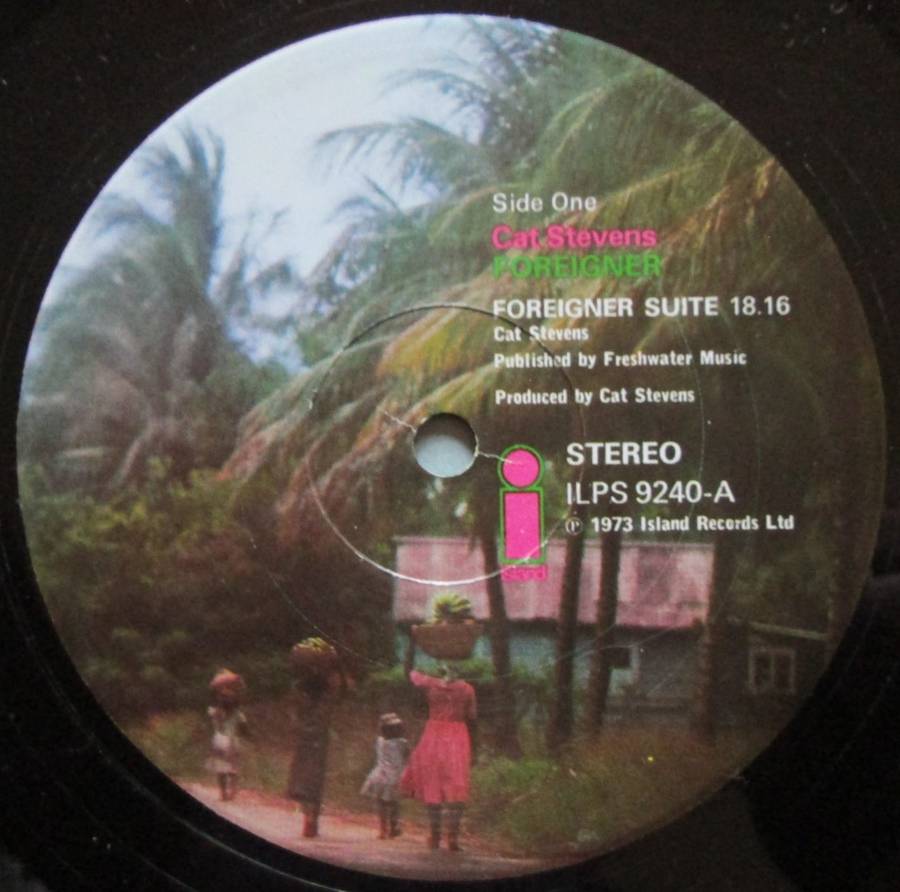 Side One
Cat Stevens
FOREIGNER
FOREIGNER SUITE 18.16
Cat Stevens
Published by Freshwater Music
Produced by Cat Stevens
STEREO
ILPS 9240-A
℗ 1973 Island Records Ltd
island